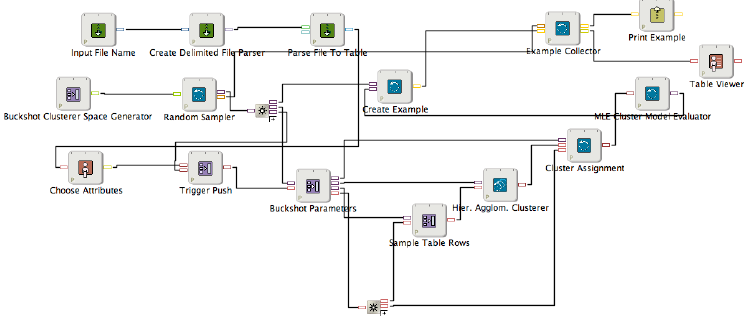 Input File Name
Create Delimited File Parser
Parse File To Table
Example Collector
Print Example
Table Viewer
Buckshot Clusterer Space Generator
Random Sampler
Create Example
MLE Cluster Model Evaluator
Choose Attributes
Trigger Push
Buckshot Parameters
Hier. Agglom. Clusterer
Cluster Assignment
Sample Table Rows